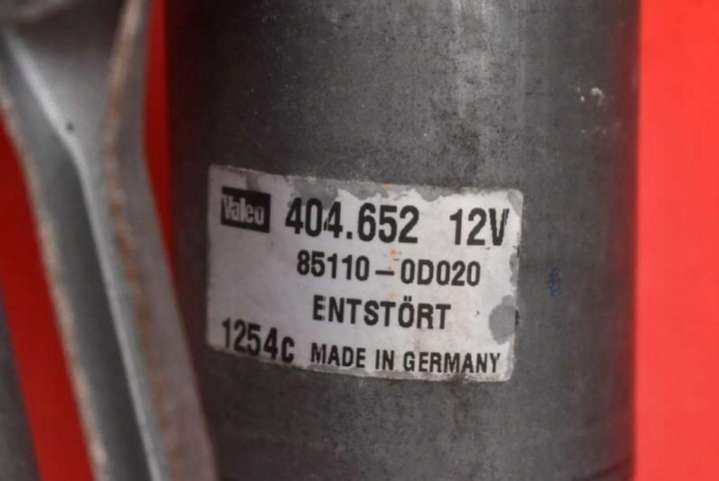 Valeo 404.652 12V
85110-0D020
ENTSTÖRT
1254c MADE IN GERMANY